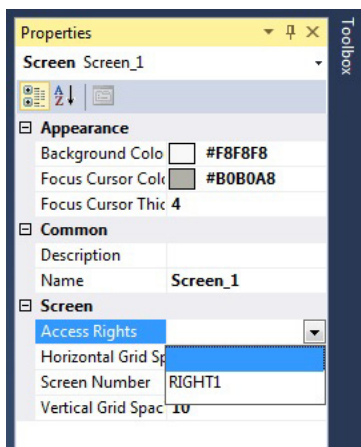 Properties
Toolbox
Screen Screen_1
Appearance
Background Colo #F8F8F8
Focus Cursor Colo #B0B0A8
Focus Cursor Thic 4
Common
Description
Name Screen_1
Screen
Access Rights
Horizontal Grid Sp
Screen Number RIGHT1
Vertical Grid Spac 10